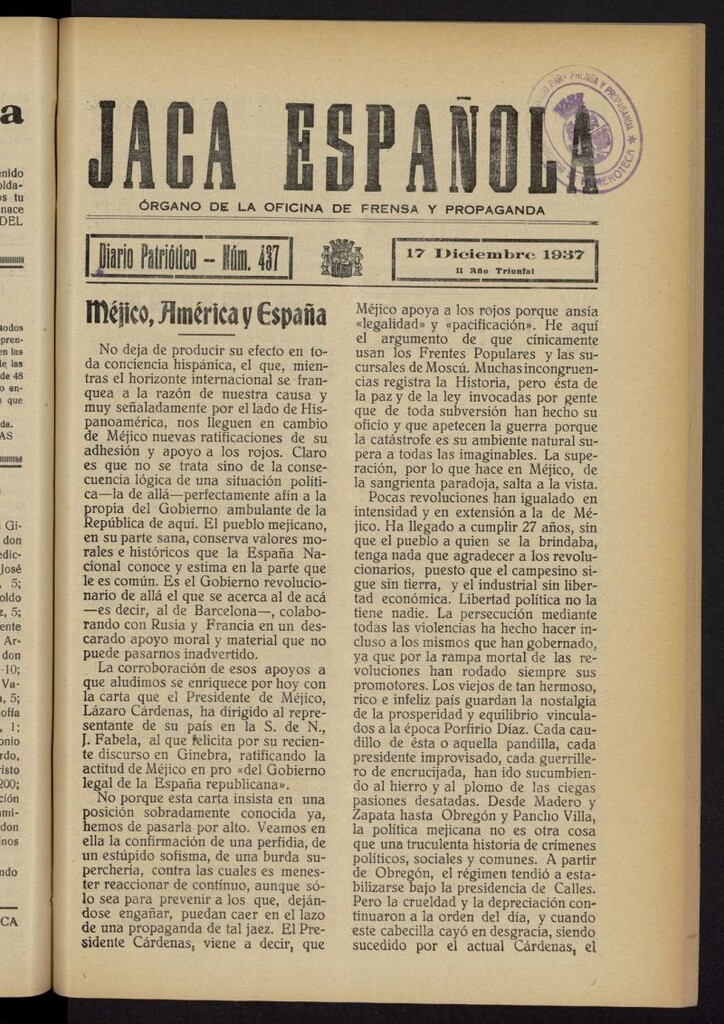 JACA ESPAÑOLA
ÓRGANO DE LA OFICINA DE PRENSA Y PROPAGANDA
Diario Patriótico -- Núm. 437
17 Diciembre 1937
II Año Triunfal
Méjico, América y España
No deja de producir su efecto en to-
da conciencia hispánica, el que, mien-
tras el horizonte internacional se fran-
quea a la razón de nuestra causa y
muy señaladamente por el lado de His-
panoamérica, nos lleguen en cambio
de Méjico nuevas ratificaciones de su
adhesión y apoyo a los rojos. Claro
es que no se trata sino de la conse-
cuencia lógica de una situación políti-
ca—la de allá—perfectamente afín a la
propia del Gobierno ambulante de la
República de aquí. El pueblo mejicano,
en su parte sana, conserva valores mo-
rales e históricos que la España Na-
cional conoce y estima en la parte que
le es común. Es el Gobierno revolucio-
nario de allá el que se acerca al de acá
—es decir, al de Barcelona—, colabo-
rando con Rusia y Francia en un des-
carado apoyo moral y material que no
puede pasarnos inadvertido.
La corroboración de esos apoyos a
que aludimos se enriquece por hoy con
la carta que el Presidente de Méjico,
Lázaro Cárdenas, ha dirigido al repre-
sentante de su país en la S. de N.,
J. Fabela, al que felicita por su recien-
te discurso en Ginebra, ratificando la
actitud de Méjico en pro «del Gobierno
legal de la España republicana».
No porque esta carta insista en una
posición sobradamente conocida ya,
hemos de pasarla por alto. Veamos en
ella la confirmación de una perfidia, de
un estúpido sofisma, de una burda su-
perchería, contra las cuales es menes-
ter reaccionar de contínuo, aunque só-
lo sea para prevenir a los que, deján-
dose engañar, puedan caer en el lazo
de una propaganda de tal jaez. El Pre-
sidente Cárdenas, viene a decir, que
Méjico apoya a los rojos porque ansía
«legalidad» y «pacificación». He aquí
el argumento de que cínicamente
usan los Frentes Populares y las su-
cursales de Moscú. Muchas incongruen-
cias registra la Historia, pero ésta de
la paz y de la ley invocadas por gente
que de toda subversión han hecho su
oficio y que apetecen la guerra porque
la catástrofe es su ambiente natural su-
pera a todas las imaginables. La supe-
ración, por lo que hace en Méjico, de
la sangrienta paradoja, salta a la vista.
Pocas revoluciones han igualado en
intensidad y en extensión a la de Mé-
jico. Ha llegado a cumplir 27 años, sin
que el pueblo a quien se la brindaba,
tenga nada que agradecer a los revolu-
cionarios, puesto que el campesino si-
gue sin tierra, y el industrial sin liber-
tad económica. Libertad política no la
tiene nadie. La persecución mediante
todas las violencias ha hecho hacer in-
cluso a los mismos que han gobernado,
ya que por la rampa mortal de las re-
voluciones han rodado siempre sus
promotores. Los viejos de tan hermoso,
rico e infeliz país guardan la nostalgia
de la prosperidad y equilibrio vincula-
dos a la época Porfirio Díaz. Cada cau-
dillo de ésta o aquella pandilla, cada
presidente improvisado, cada guerrille-
ro de encrucijada, han ido sucumbien-
do al hierro y al plomo de las ciegas
pasiones desatadas. Desde Madero y
Zapata hasta Obregón y Pancho Villa,
la política mejicana no es otra cosa
que una truculenta historia de crímenes
políticos, sociales y comunes. A partir
de Obregón, el régimen tendió a esta-
bilizarse bajo la presidencia de Calles.
Pero la crueldad y la depreciación con-
tinuaron a la orden del día, y cuando
este cabecilla cayó en desgracia, siendo
sucedido por el actual Cárdenas, el